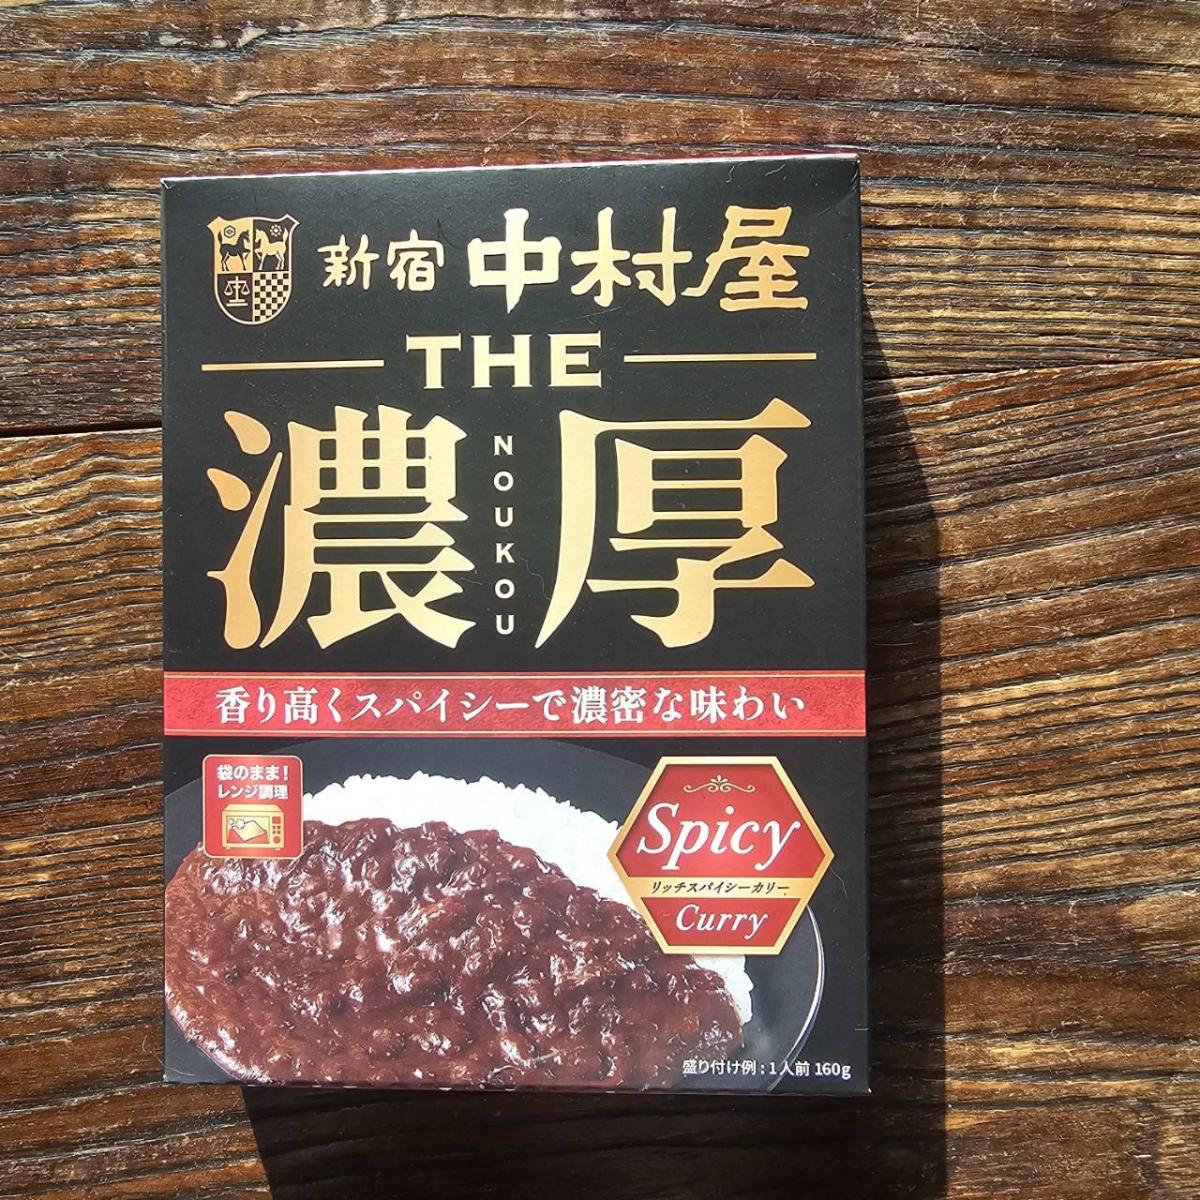 新宿 中村屋
THE
濃厚
NOUKOU
香り高くスパイシーで濃密な味わい
袋のまま!
レンジ調理
Spicy
リッチスパイシーカリー
Curry
盛り付け例:1人前 160g